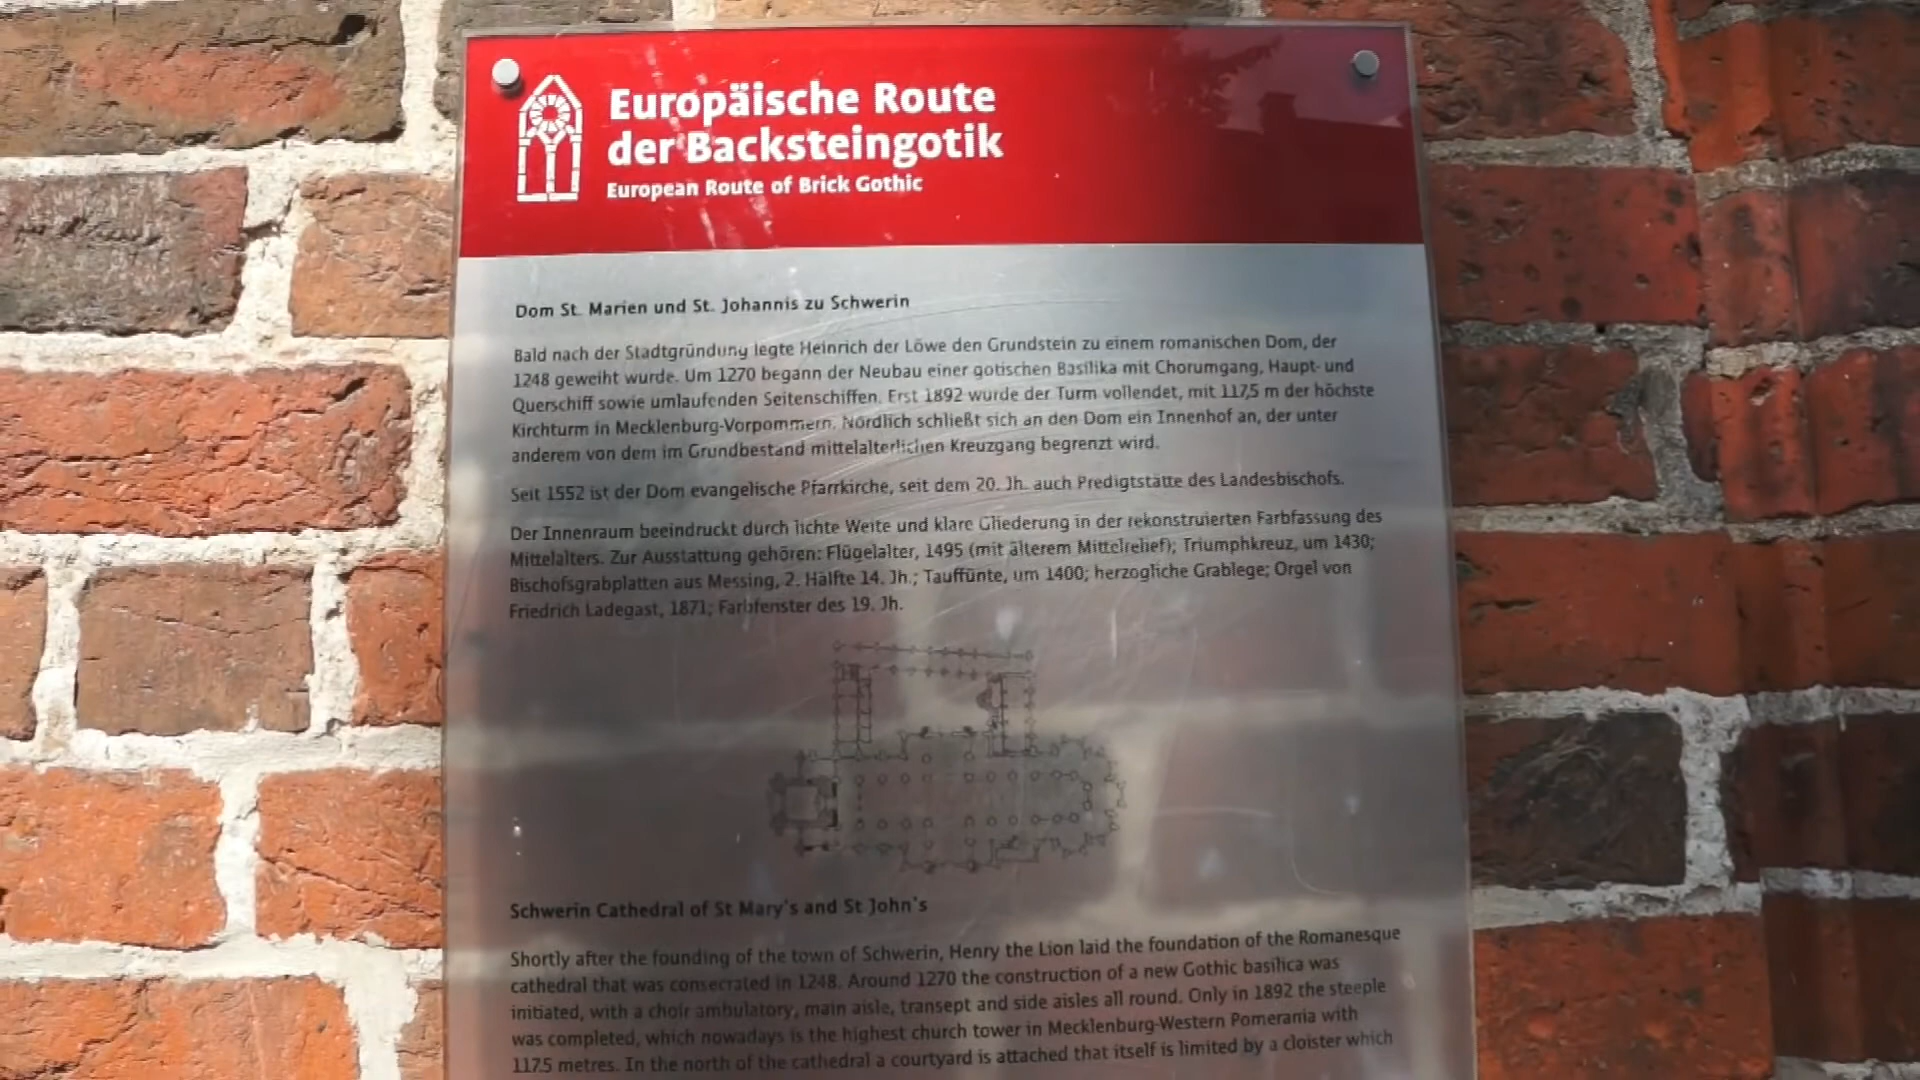 Europäische Route
der Backsteingotik
European Route of Brick Gothic
Dom St. Marien und St. Johannis zu Schwerin
Bald nach der Stadtgründung legte Heinrich der Löwe den Grundstein zu einem romanischen Dom, der
1248 geweiht wurde. Um 1270 begann der Neubau einer gotischen Basilika mit Chorumgang, Haupt- und
Querschiff sowie umlaufenden Seitenschiffen. Erst 1892 wurde der Turm vollendet, mit 117,5 m der höchste
Kirchturm in Mecklenburg-Vorpommern. Nördlich schließt sich an den Dom ein Innenhof an, der unter
anderem von dem im Grundbestand mittelalterlichen Kreuzgang begrenzt wird.
Seit 1552 ist der Dom evangelische Pfarrkirche, seit dem 20. Jh. auch Predigtstätte des Landesbischofs.
Der Innenraum beeindruckt durch lichte Weite und klare Gliederung in der rekonstruierten Farbfassung des
Mittelalters. Zur Ausstattung gehören: Flügelalter, 1495 (mit älterem Mittelrelief); Triumphkreuz, um 1430;
Bischofsgrabplatten aus Messing, 2. Hälfte 14. Jh.; Tauffünte, um 1400; herzogliche Grablege; Orgel von
Friedrich Ladegast, 1871; Farbfenster des 19. Jh.
Schwerin Cathedral of St Mary's and St John's
Shortly after the founding of the town of Schwerin, Henry the Lion laid the foundation of the Romanesque
cathedral that was consecrated in 1248. Around 1270 the construction of a new Gothic basilica was
initiated, with a choir ambulatory, main aisle, transept and side aisles all round. Only in 1892 the steeple
was completed, which nowadays is the highest church tower in Mecklenburg-Western Pomerania with
117.5 metres. In the north of the cathedral a courtyard is attached that itself is limited by a cloister which